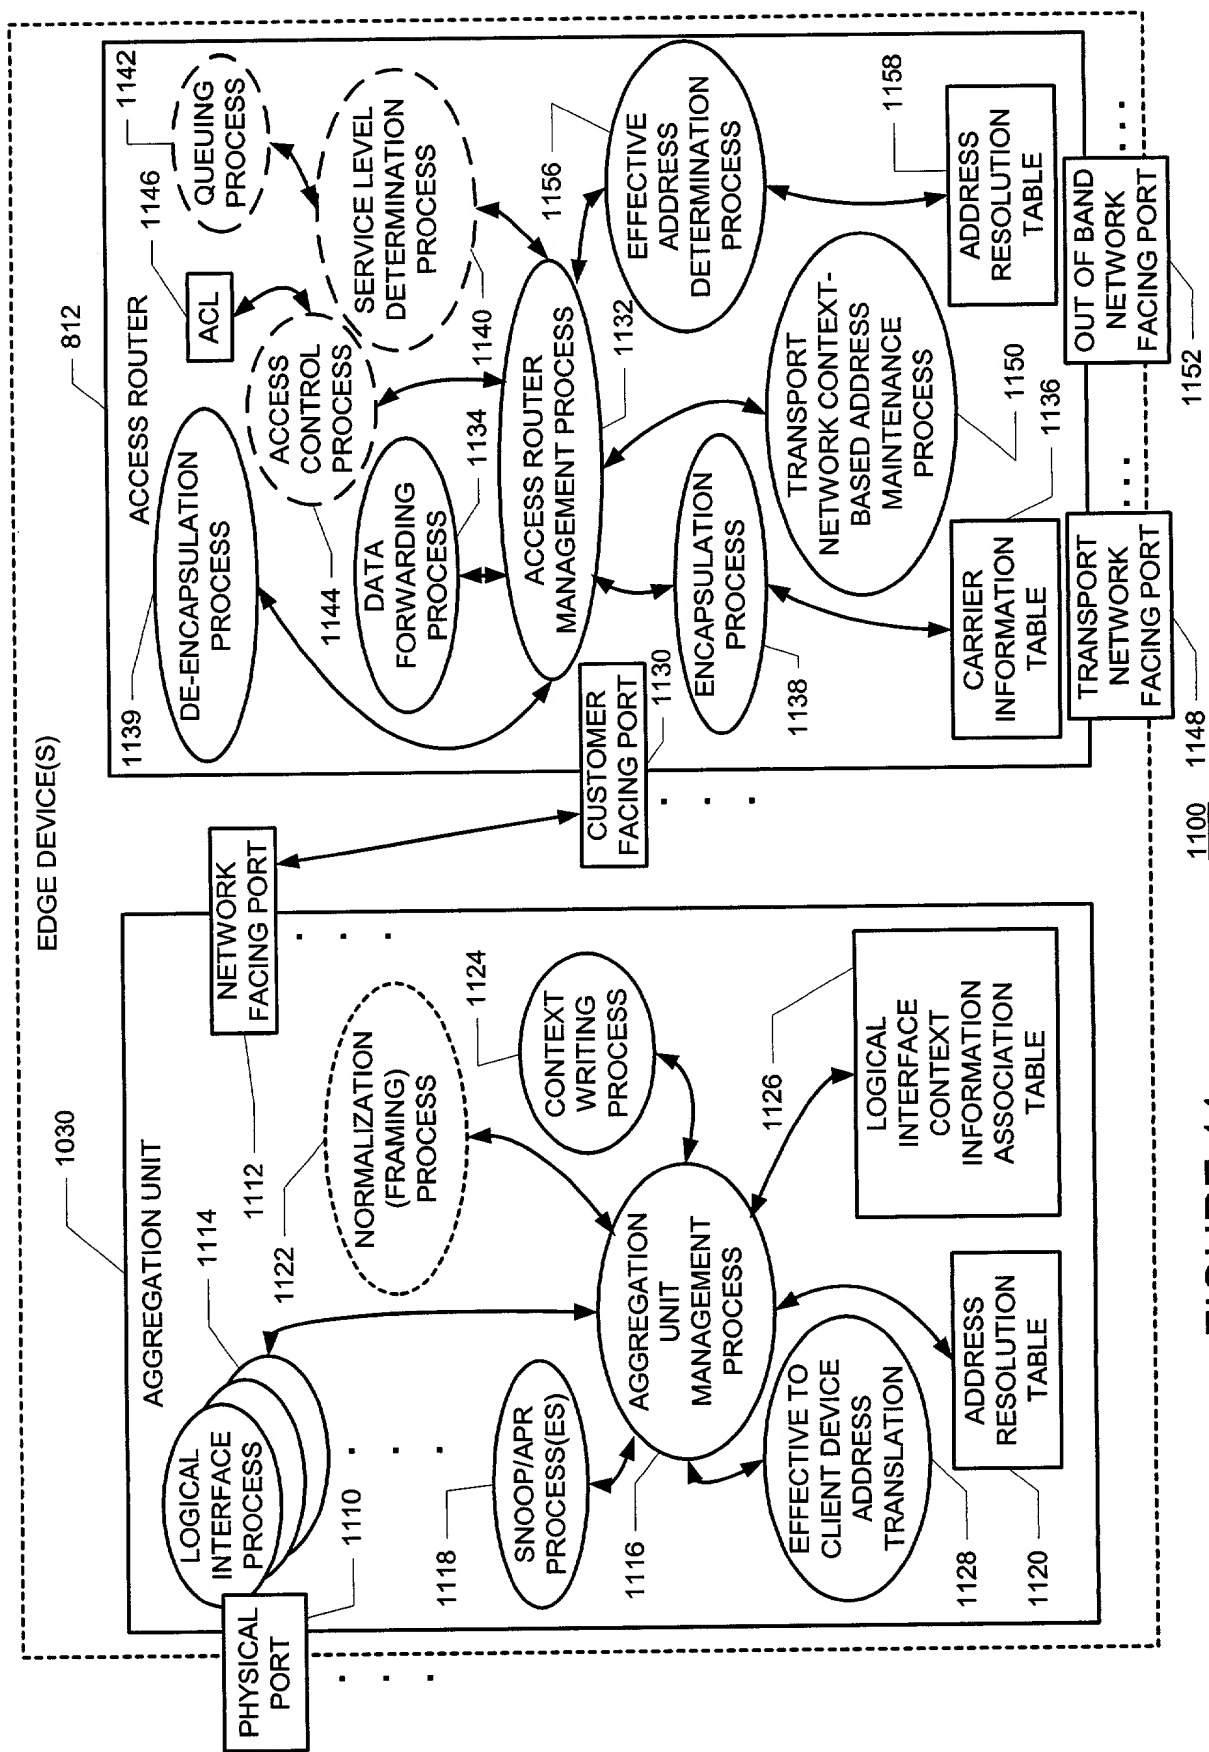 EDGE DEVICE(S)
1030
AGGREGATION UNIT
PHYSICAL
PORT
1110
LOGICAL
INTERFACE
PROCESS
1114
1122
1112
NETWORK
FACING PORT
NORMALIZATION
(FRAMING)
PROCESS
1118
SNOOP/APR
PROCESS(ES)
1124
CONTEXT
WRITING
PROCESS
1116
AGGREGATION
UNIT
MANAGEMENT
PROCESS
1126
EFFECTIVE TO
CLIENT DEVICE
ADDRESS
TRANSLATION
1128
LOGICAL
INTERFACE
CONTEXT
INFORMATION
ASSOCIATION
TABLE
1120
ADDRESS
RESOLUTION
TABLE
812
ACCESS ROUTER
1139
DE-ENCAPSULATION
PROCESS
1146
ACL
1142
QUEUING
PROCESS
1144
ACCESS
CONTROL
PROCESS
SERVICE LEVEL
DETERMINATION
PROCESS
1140
DATA
FORWARDING
PROCESS
1134
ACCESS ROUTER
MANAGEMENT PROCESS
1132
1156
CUSTOMER
FACING PORT
1130
ENCAPSULATION
PROCESS
1138
EFFECTIVE
ADDRESS
DETERMINATION
PROCESS
TRANSPORT
NETWORK CONTEXT-
BASED ADDRESS
MAINTENANCE
PROCESS
1150
1158
1136
CARRIER
INFORMATION
TABLE
ADDRESS
RESOLUTION
TABLE
TRANSPORT
NETWORK
FACING PORT
1148
OUT OF BAND
NETWORK
FACING PORT
1152
1100